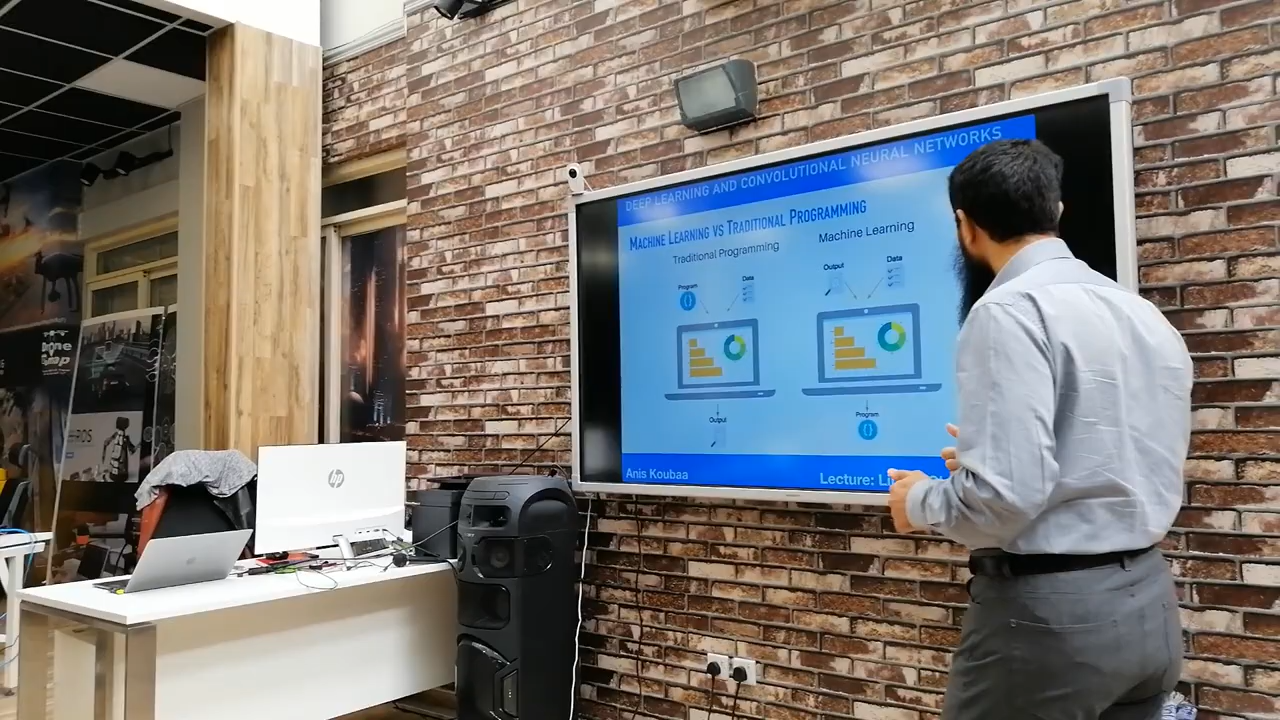 DEEP LEARNING AND CONVOLUTIONAL NEURAL NETWORKS
MACHINE LEARNING VS TRADITIONAL PROGRAMMING
Traditional Programming
Machine Learning
Program
Data
Output
Data
Output
Program
Anis Koubaa
Lecture:
hp